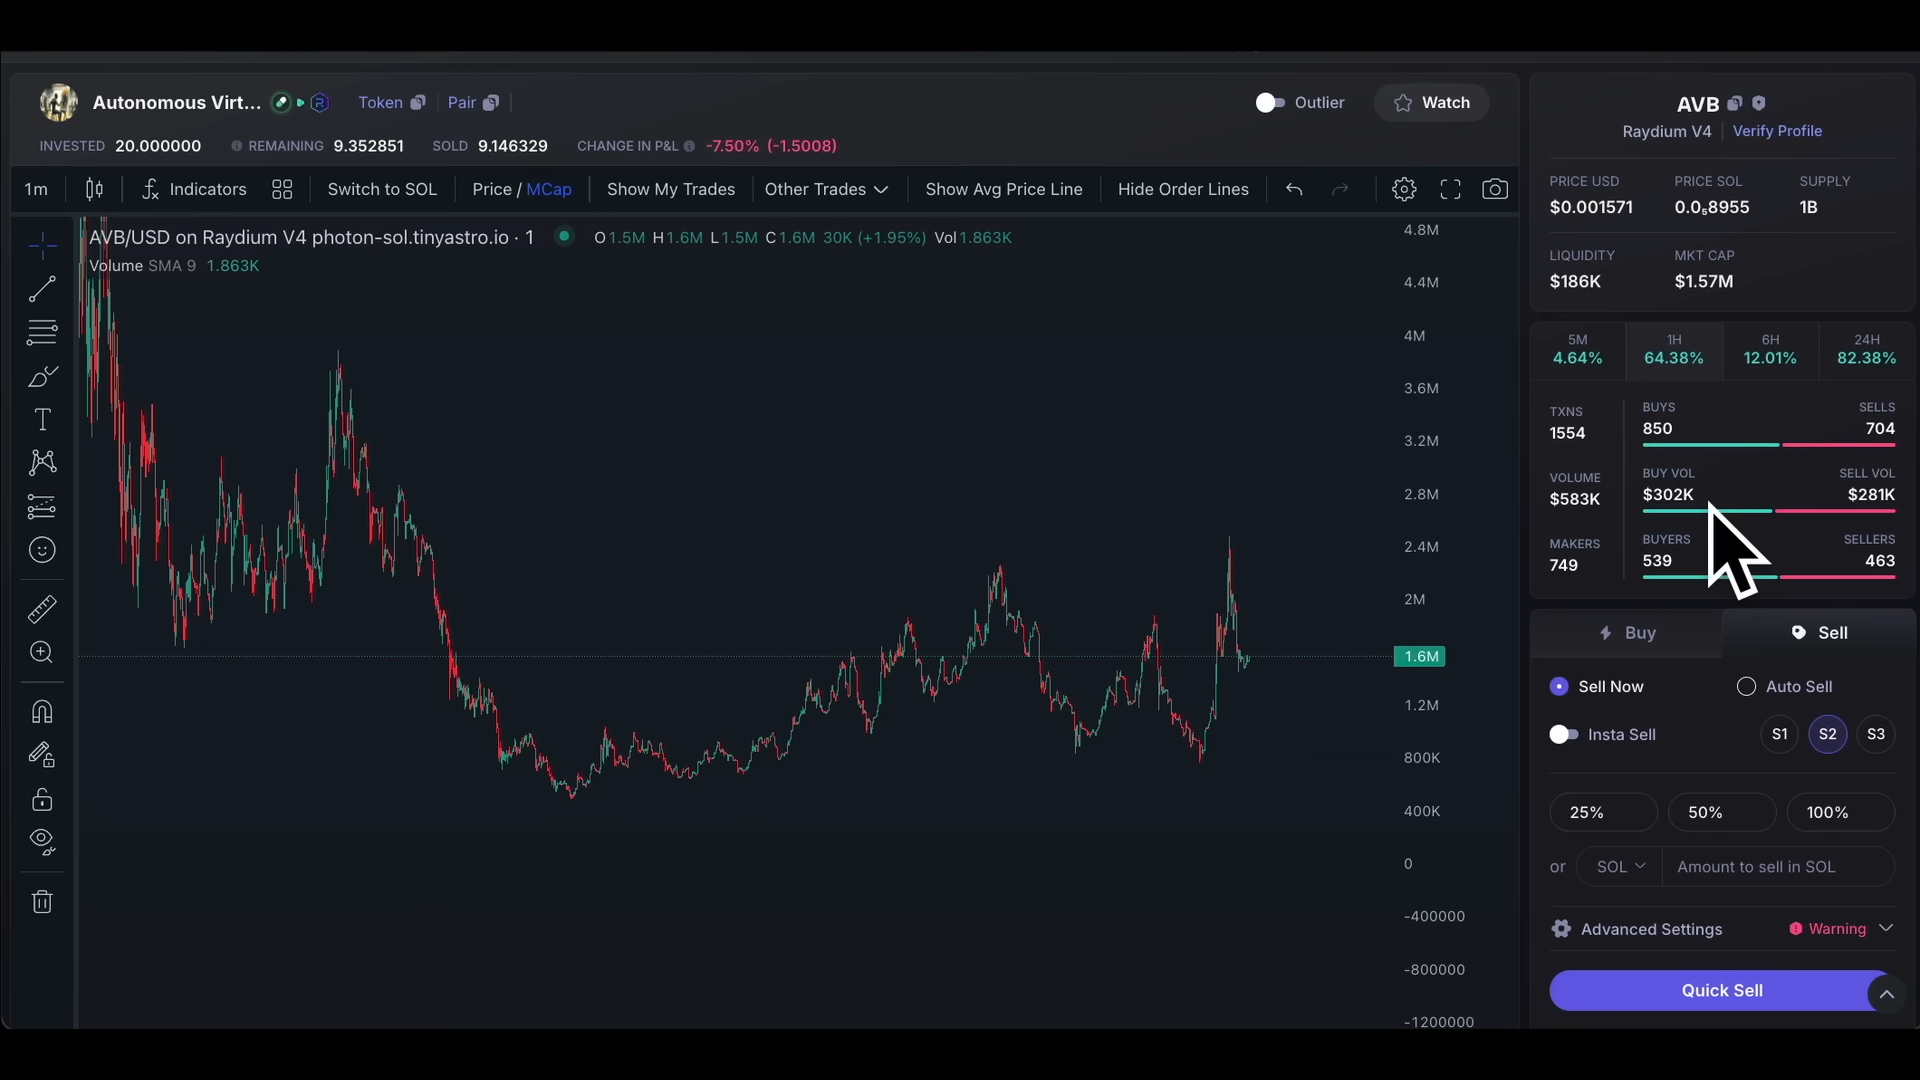 Autonomous Virt...
Token
Pair
Outlier
Watch
INVESTED 20.000000
REMAINING 9.352851
SOLD 9.146329
CHANGE IN P&L -7.50% (-1.5008)
1m
Indicators
Switch to SOL
Price / MCap
Show My Trades
Other Trades
Show Avg Price Line
Hide Order Lines
AVB/USD on Raydium V4 photon-sol.tinyastro.io · 1
O1.5M H1.6M L1.5M C1.6M 30K (+1.95%) Vol1.863K
Volume SMA 9 1.863K
4.8M
4.4M
4M
3.6M
3.2M
2.8M
2.4M
2M
1.6M
1.2M
800K
400K
0
-400000
-800000
-1200000
AVB
Raydium V4
Verify Profile
PRICE USD PRICE SOL SUPPLY
$0.001571 0.0₅8955 1B
LIQUIDITY MKT CAP
$186K $1.57M
5M 1H 6H 24H
4.64% 64.38% 12.01% 82.38%
TXNS
1554
BUYS SELLS
850 704
VOLUME
$583K
BUY VOL SELL VOL
$302K $281K
MAKERS
749
BUYERS SELLERS
539 463
Buy
Sell
Sell Now
Auto Sell
Insta Sell
S1 S2 S3
25% 50% 100%
or SOL Amount to sell in SOL
Advanced Settings
Warning
Quick Sell